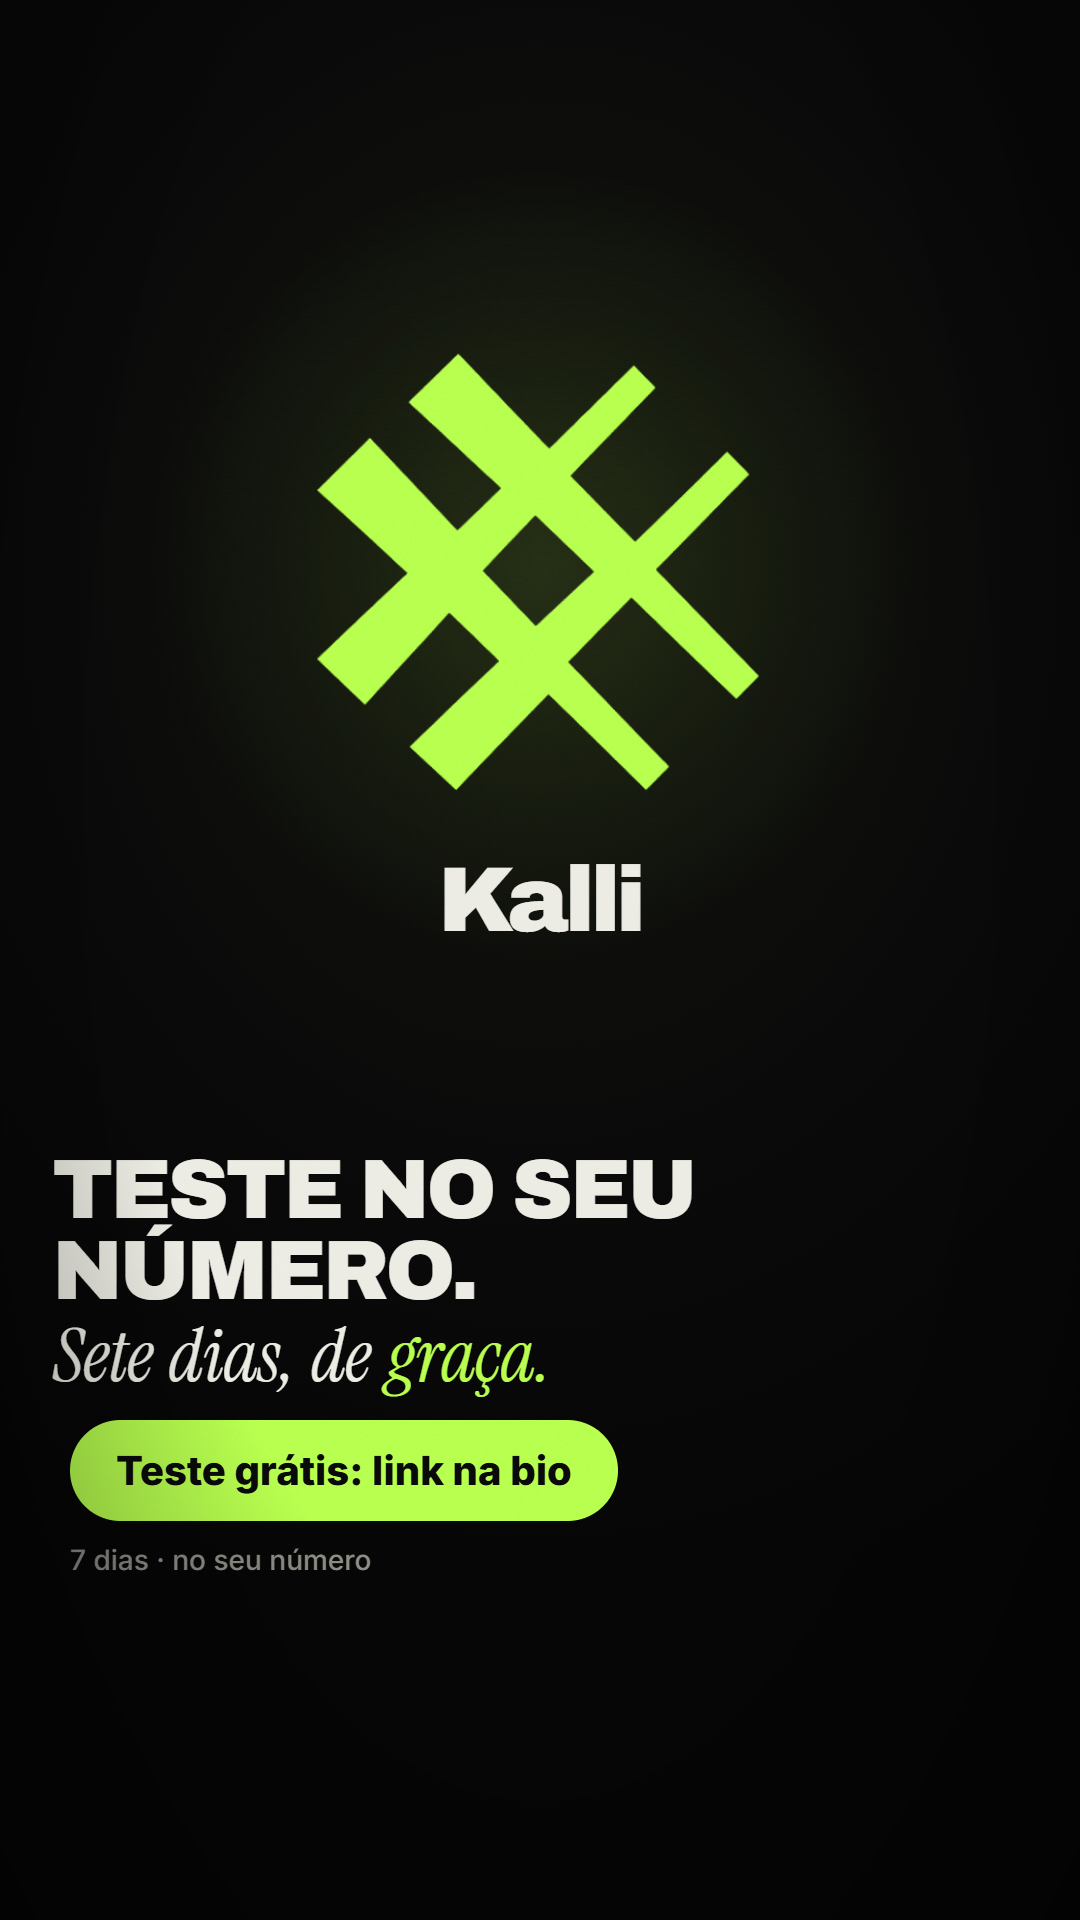 Kalli
TESTE NO SEU
NÚMERO.
Sete dias, de graça.
Teste grátis: link na bio
7 dias · no seu número